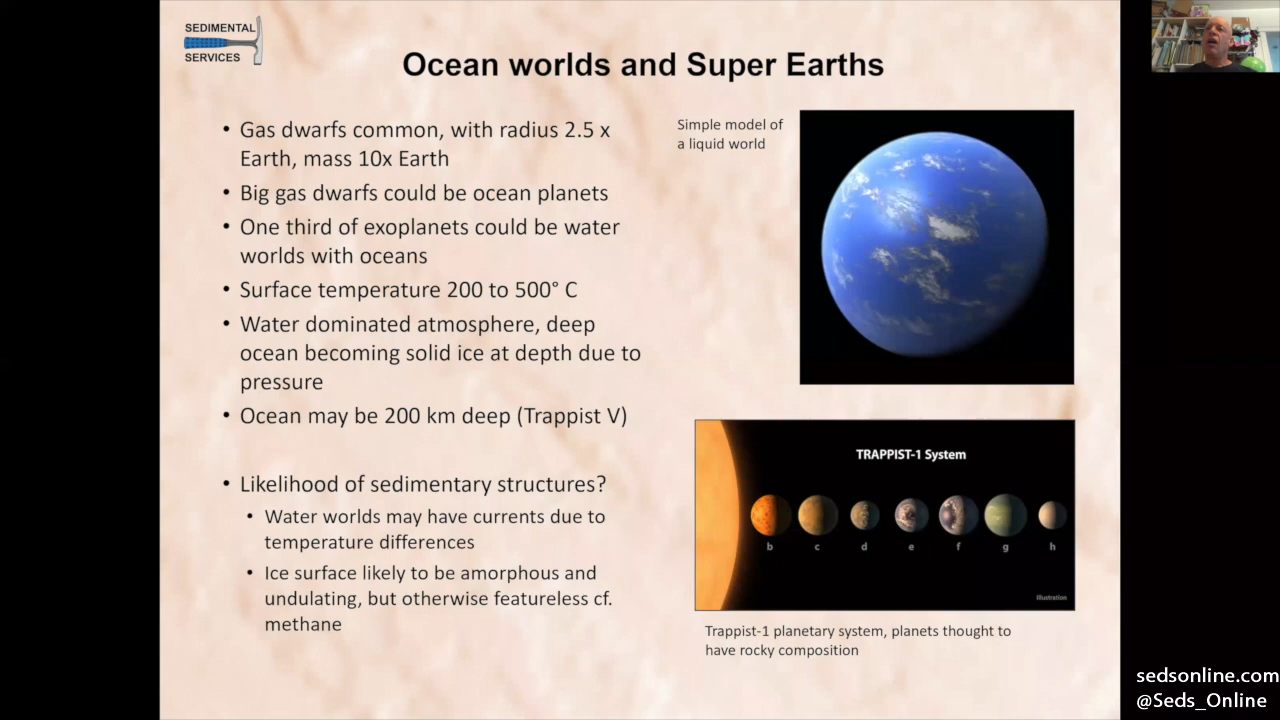 SEDIMENTAL
SERVICES
Ocean worlds and Super Earths
• Gas dwarfs common, with radius 2.5 x
Earth, mass 10x Earth
• Big gas dwarfs could be ocean planets
• One third of exoplanets could be water
worlds with oceans
• Surface temperature 200 to 500° C
• Water dominated atmosphere, deep
ocean becoming solid ice at depth due to
pressure
• Ocean may be 200 km deep (Trappist V)
• Likelihood of sedimentary structures?
• Water worlds may have currents due to
temperature differences
• Ice surface likely to be amorphous and
undulating, but otherwise featureless cf.
methane
Simple model of
a liquid world
TRAPPIST-1 System
b c d e f g h
Illustration
Trappist-1 planetary system, planets thought to
have rocky composition
sedsonline.com
@Seds_Online